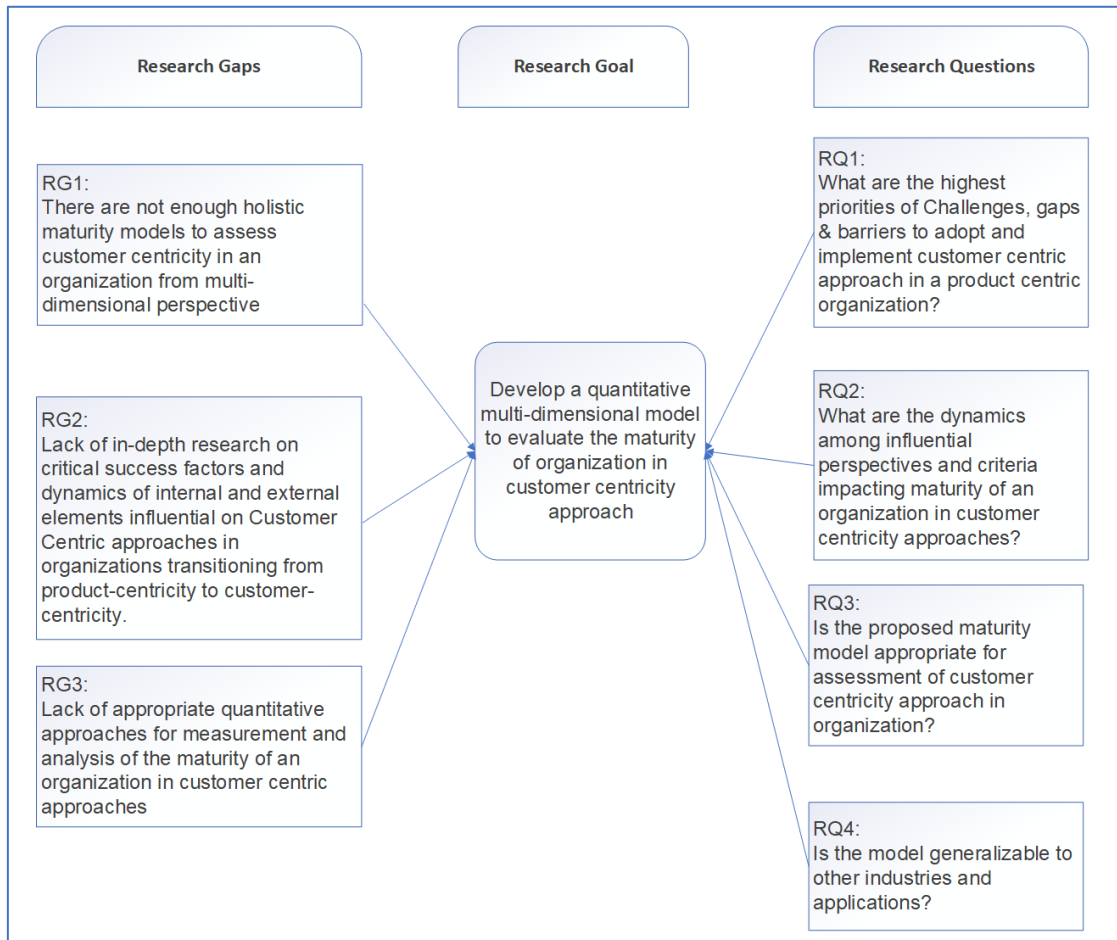 Research Gaps
Research Goal
Research Questions
RG1:
There are not enough holistic
maturity models to assess
customer centricity in an
organization from multi-
dimensional perspective
RG2:
Lack of in-depth research on
critical success factors and
dynamics of internal and external
elements influential on Customer
Centric approaches in
organizations transitioning from
product-centricity to customer-
centricity.
RG3:
Lack of appropriate quantitative
approaches for measurement and
analysis of the maturity of an
organization in customer centric
approaches
Develop a quantitative
multi-dimensional model
to evaluate the maturity
of organization in
customer centricity
approach
RQ1:
What are the highest
priorities of Challenges, gaps
& barriers to adopt and
implement customer centric
approach in a product centric
organization?
RQ2:
What are the dynamics
among influential
perspectives and criteria
impacting maturity of an
organization in customer
centricity approaches?
RQ3:
Is the proposed maturity
model appropriate for
assessment of customer
centricity approach in
organization?
RQ4:
Is the model generalizable to
other industries and
applications?